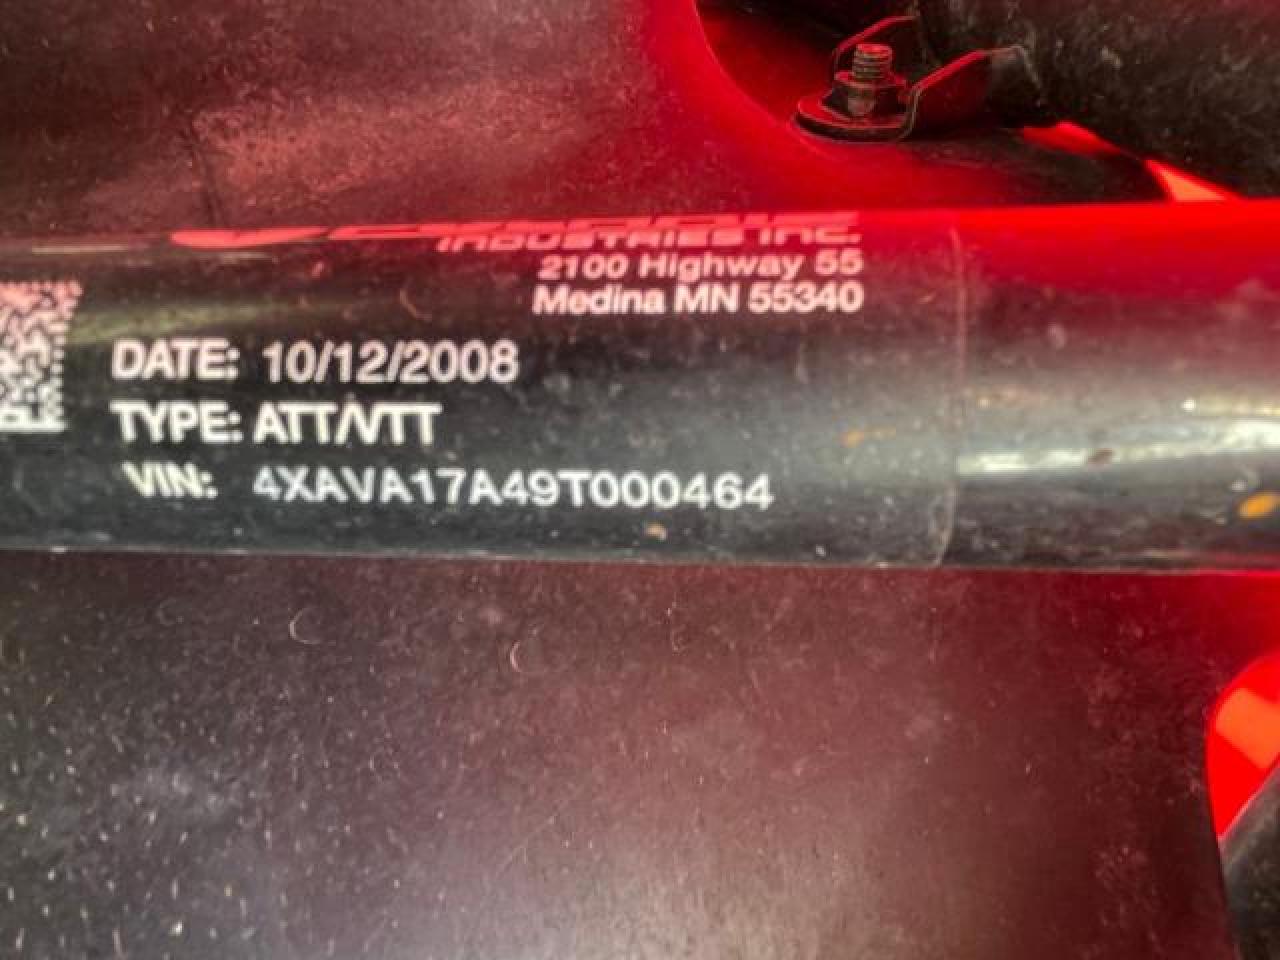 INDUSTRIES INC.
2100 Highway 55
Medina MN 55340
DATE: 10/12/2008
TYPE: ATT/VTT
VIN: 4XAVA17A49T000464